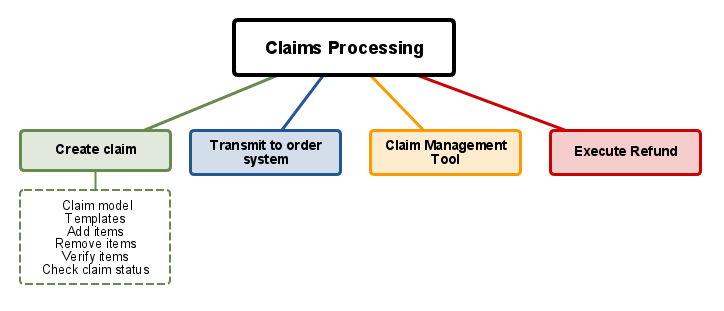 Claims Processing
Create claim
Transmit to order
system
Claim Management
Tool
Execute Refund
Claim model
Templates
Add items
Remove items
Verify items
Check claim status